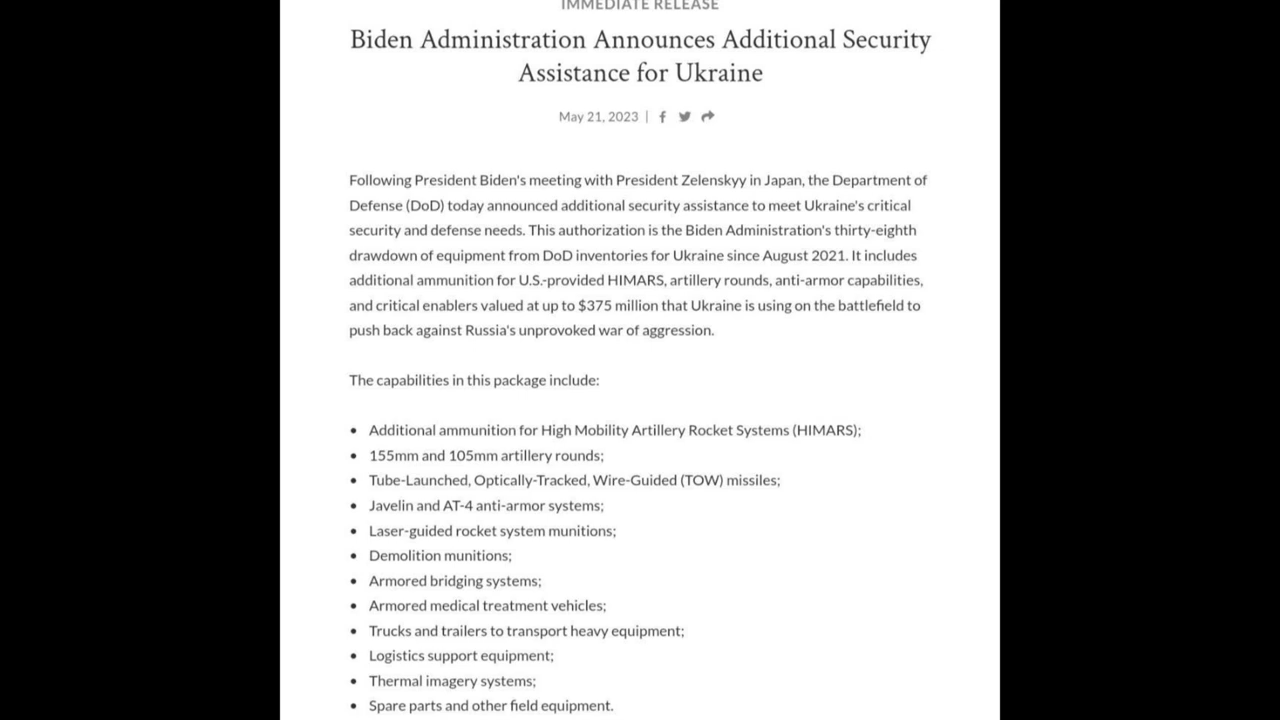 IMMEDIATE RELEASE
Biden Administration Announces Additional Security
Assistance for Ukraine
May 21, 2023 |
Following President Biden's meeting with President Zelenskyy in Japan, the Department of
Defense (DoD) today announced additional security assistance to meet Ukraine's critical
security and defense needs. This authorization is the Biden Administration's thirty-eighth
drawdown of equipment from DoD inventories for Ukraine since August 2021. It includes
additional ammunition for U.S.-provided HIMARS, artillery rounds, anti-armor capabilities,
and critical enablers valued at up to $375 million that Ukraine is using on the battlefield to
push back against Russia's unprovoked war of aggression.
The capabilities in this package include:
• Additional ammunition for High Mobility Artillery Rocket Systems (HIMARS);
• 155mm and 105mm artillery rounds;
• Tube-Launched, Optically-Tracked, Wire-Guided (TOW) missiles;
• Javelin and AT-4 anti-armor systems;
• Laser-guided rocket system munitions;
• Demolition munitions;
• Armored bridging systems;
• Armored medical treatment vehicles;
• Trucks and trailers to transport heavy equipment;
• Logistics support equipment;
• Thermal imagery systems;
• Spare parts and other field equipment.